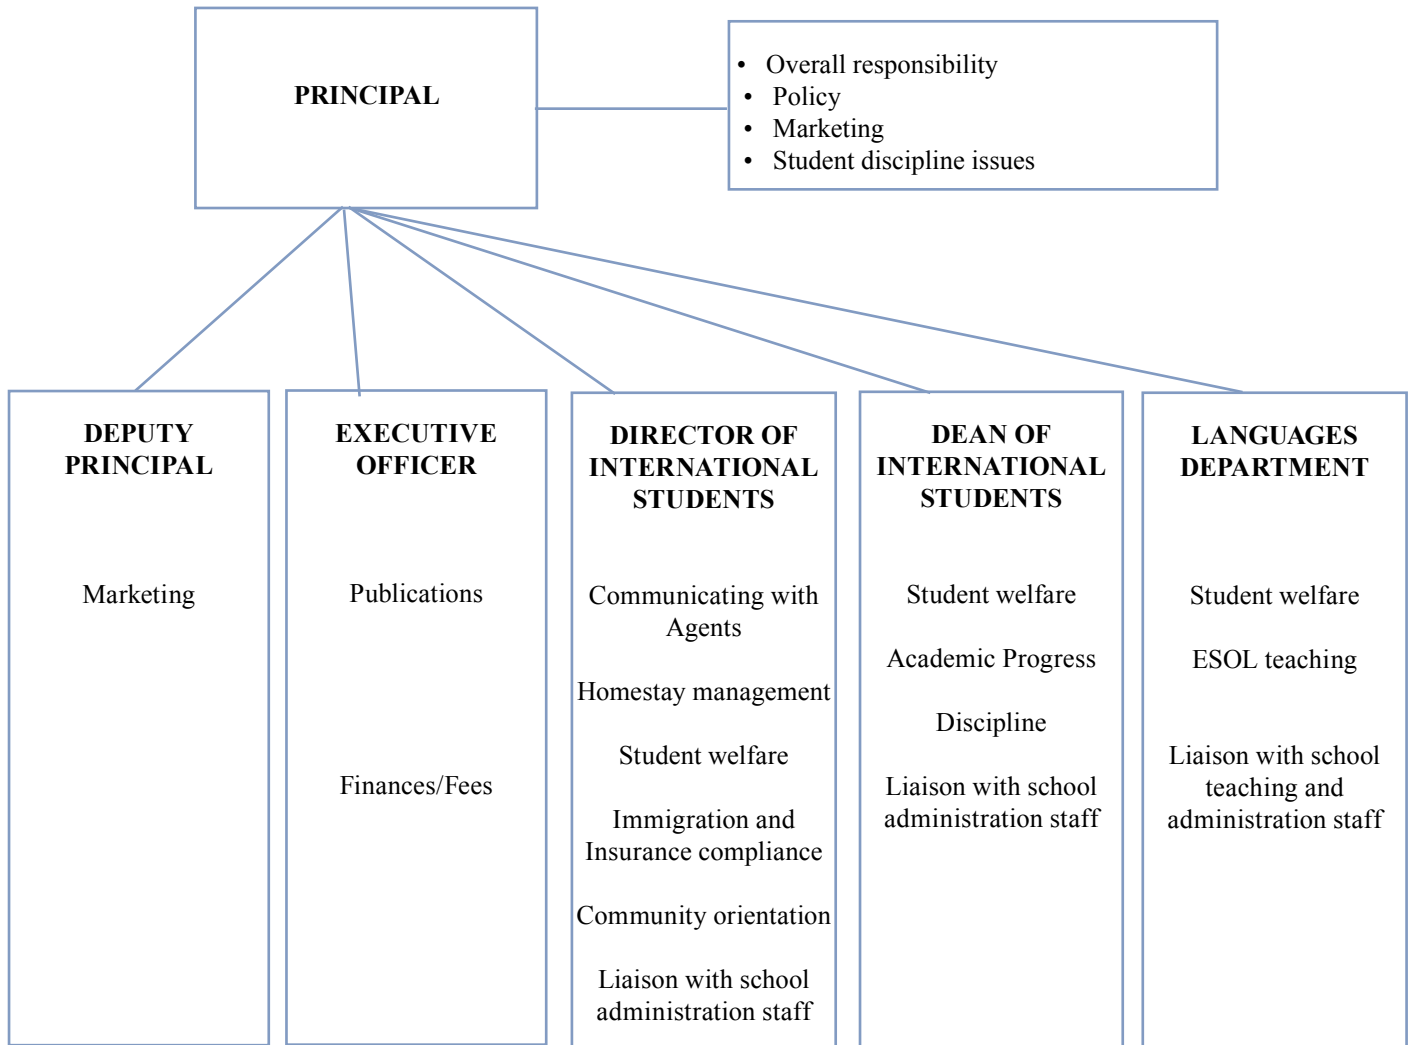 PRINCIPAL
• Overall responsibility
• Policy
• Marketing
• Student discipline issues
DEPUTY
PRINCIPAL
Marketing
EXECUTIVE
OFFICER
Publications
Finances/Fees
DIRECTOR OF
INTERNATIONAL
STUDENTS
Communicating with
Agents
Homestay management
Student welfare
Immigration and
Insurance compliance
Community orientation
Liaison with school
administration staff
DEAN OF
INTERNATIONAL
STUDENTS
Student welfare
Academic Progress
Discipline
Liaison with school
administration staff
LANGUAGES
DEPARTMENT
Student welfare
ESOL teaching
Liaison with school
teaching and
administration staff